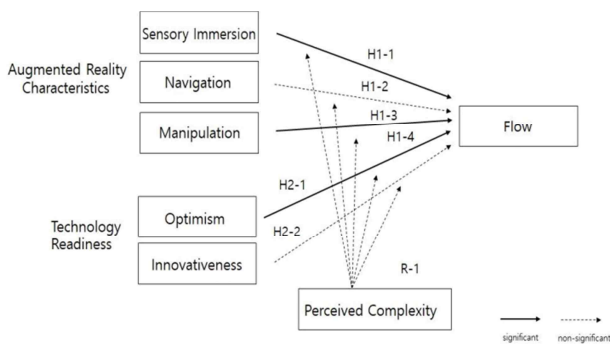 Sensory Immersion
H1-1
Augmented Reality
Characteristics
Navigation
H1-2
Manipulation
H1-3
Flow
H1-4
H2-1
Technology
Readiness
Optimism
H2-2
Innovativeness
R-1
Perceived Complexity
significant
non-significant